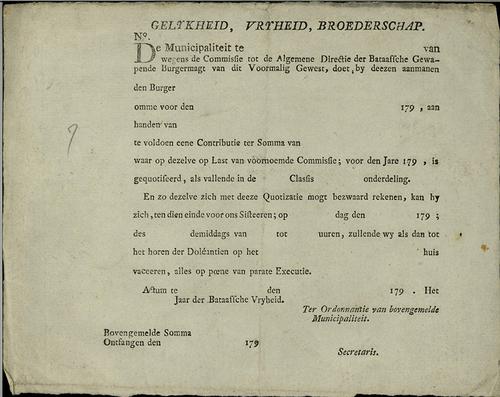 GELYKHEID, VRYHEID, BROEDERSCHAP.
N°.
De Municipaliteit te van
wegens de Commissie tot de Algemene Directie der Bataafsche Gewa-
pende Burgermagt van dit Voormalig Gewest, doet, by deezen aanmanen
den Burger
omme voor den 179 , aan
handen van
te voldoen eene Contributie ter Somma van
waar op dezelve op Last van voornoemde Commissie; voor den Jare 179 , is
gequotiseerd, als vallende in de Classis onderdeling.
En zo dezelve zich met deeze Quotizatie mogt bezwaard rekenen, kan hy
zich, ten dien einde voor ons Sisteeren; op dag den 179 ;
des demiddags van tot uuren, zullende wy als dan tot
het horen der Doléantien op het huis
vaceeren, alles op pœne van parate Executie.
Actum te den 179 . Het
Jaar der Bataafsche Vryheid.
Ter Ordonnantie van bovengemelde
Municipaliteit.
Bovengemelde Somma
Ontfangen den 179
Secretaris.